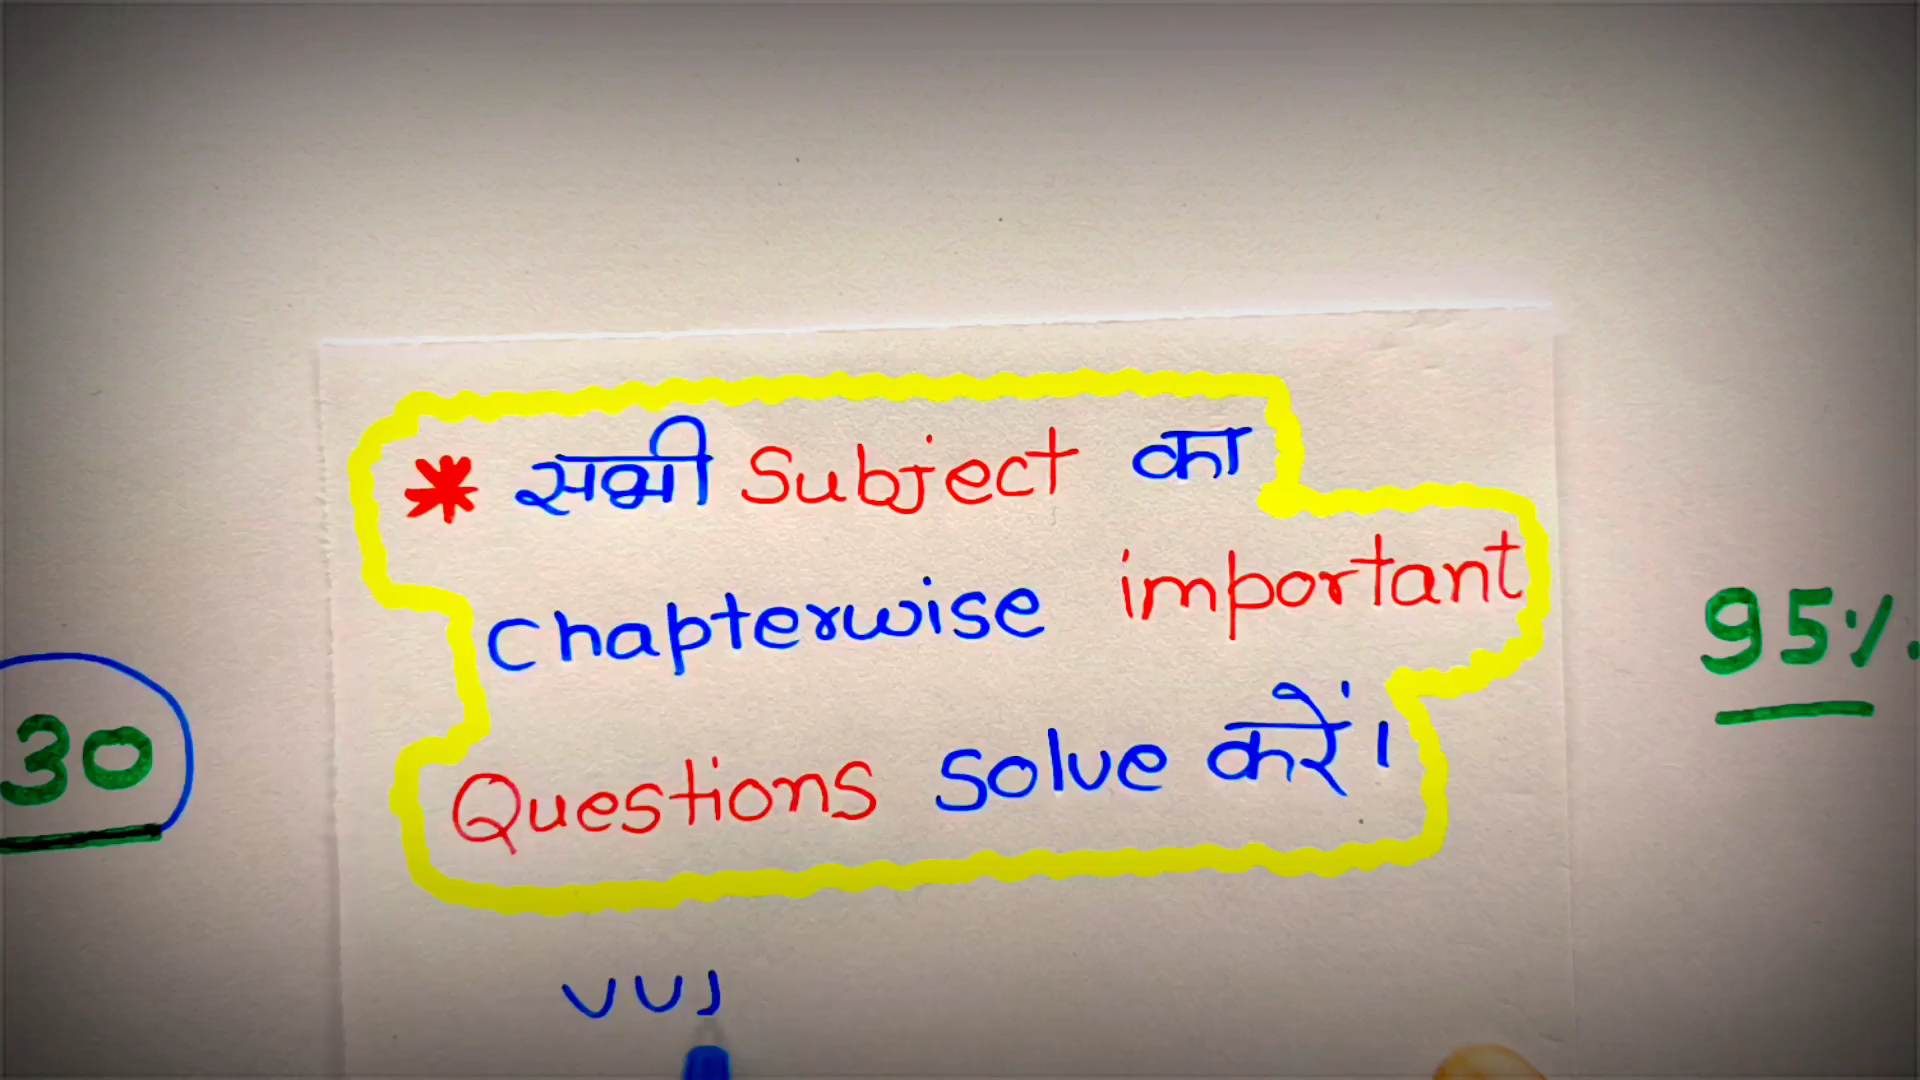 * सभी Subject का
Chapterwise important
Questions solve करें।
30
95%